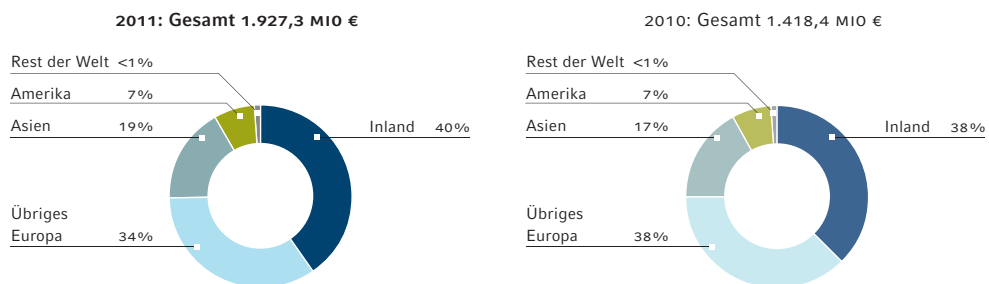 2011: Gesamt 1.927,3 MIO €
Rest der Welt <1%
Amerika 7%
Asien 19%
Inland 40%
Übriges
Europa 34%
2010: Gesamt 1.418,4 MIO €
Rest der Welt <1%
Amerika 7%
Asien 17%
Inland 38%
Übriges
Europa 38%